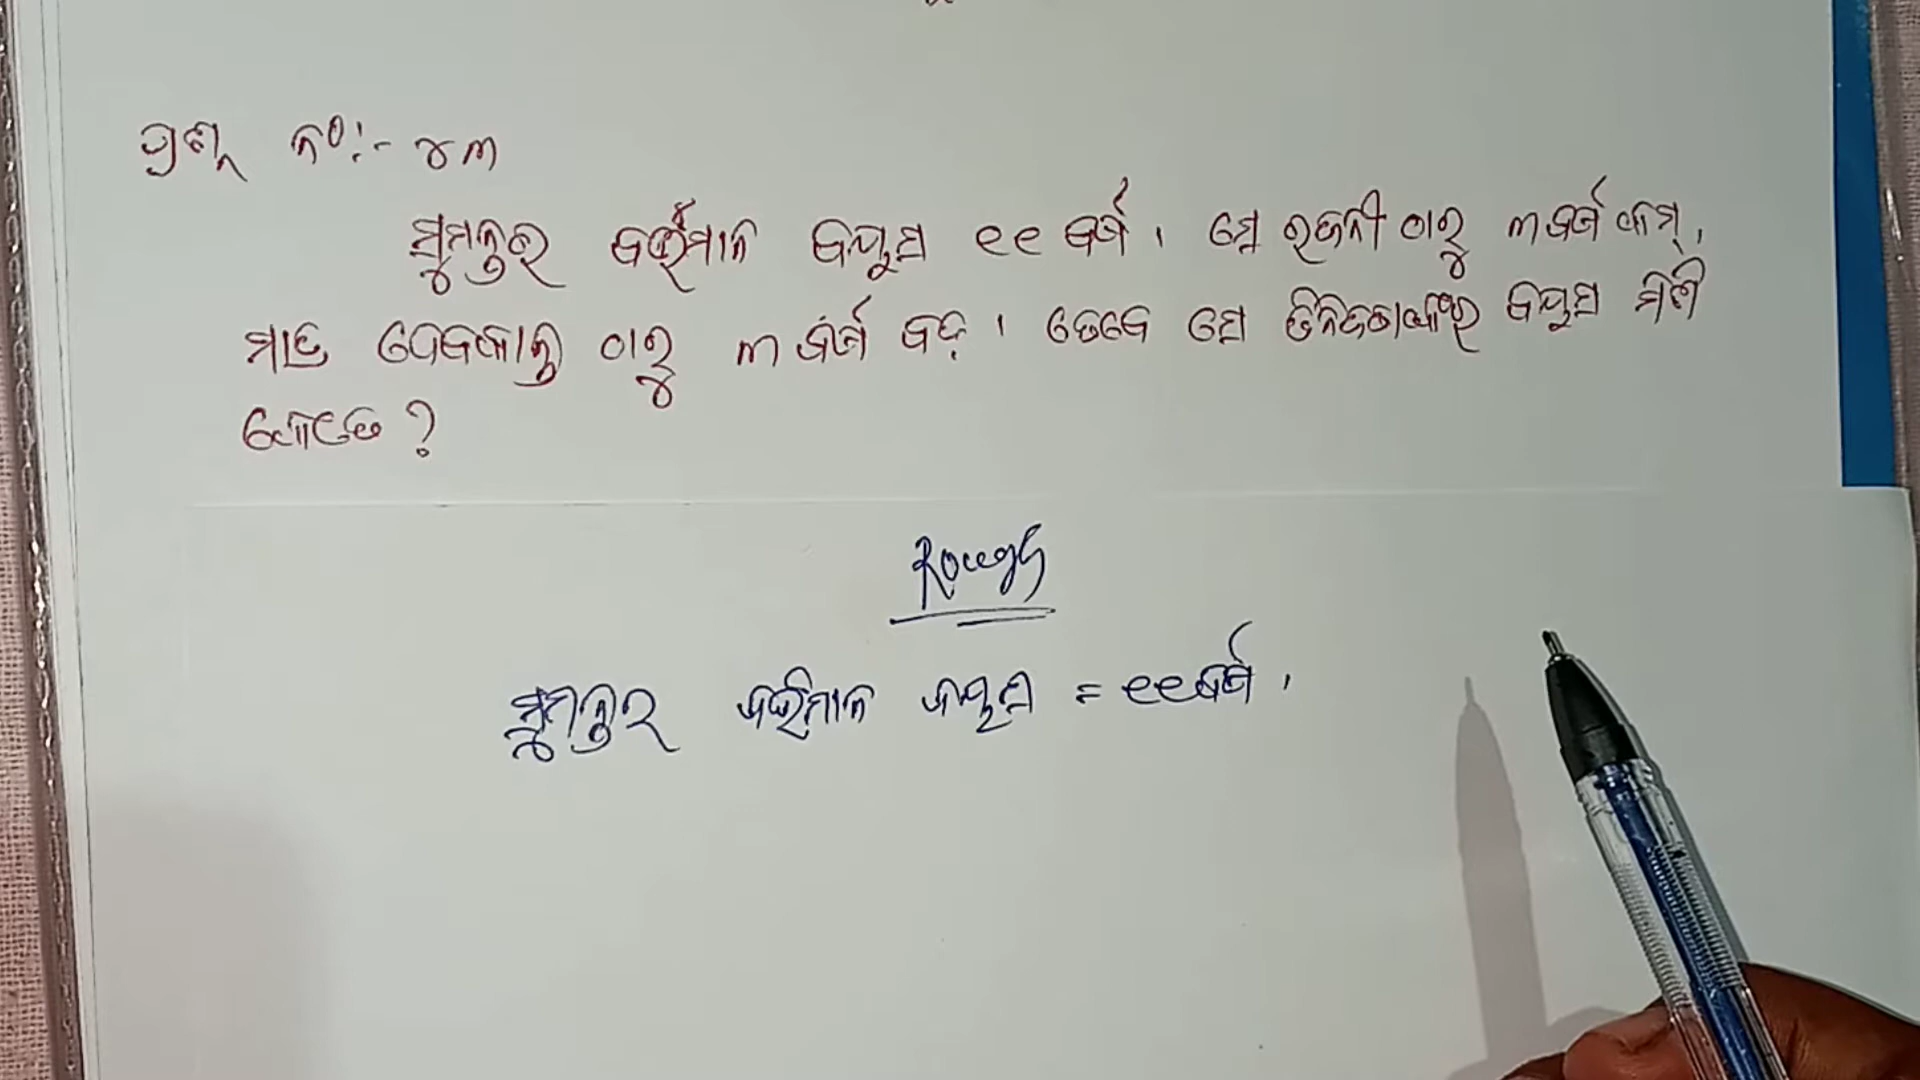 ପ୍ରଶ୍ନ ନଂ:- ୪୩
ସୁମନ୍ତର ବର୍ତ୍ତମାନ ବୟସ ୧୧ ବର୍ଷ । ସେ ରଜନୀ ଠାରୁ ୩ ବର୍ଷ କମ୍,
ମାତ୍ର ଦେବକାନ୍ତ ଠାରୁ ୩ ବର୍ଷ ବଡ଼ । ତେବେ ସେ ତିନିଜଣଙ୍କର ବୟସ ମିଶି
କେତେ ?
Rough
ସୁମନ୍ତର ବର୍ତ୍ତମାନ ବୟସ = ୧୧ବର୍ଷ ।